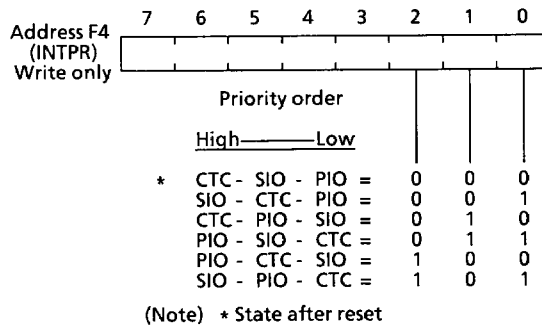 7 6 5 4 3 2 1 0
Address F4
(INTPR)
Write only
Priority order
High Low
* CTC - SIO - PIO = 0 0 0
SIO - CTC - PIO = 0 0 1
CTC - PIO - SIO = 0 1 0
PIO - SIO - CTC = 0 1 1
PIO - CTC - SIO = 1 0 0
SIO - PIO - CTC = 1 0 1
(Note) * State after reset